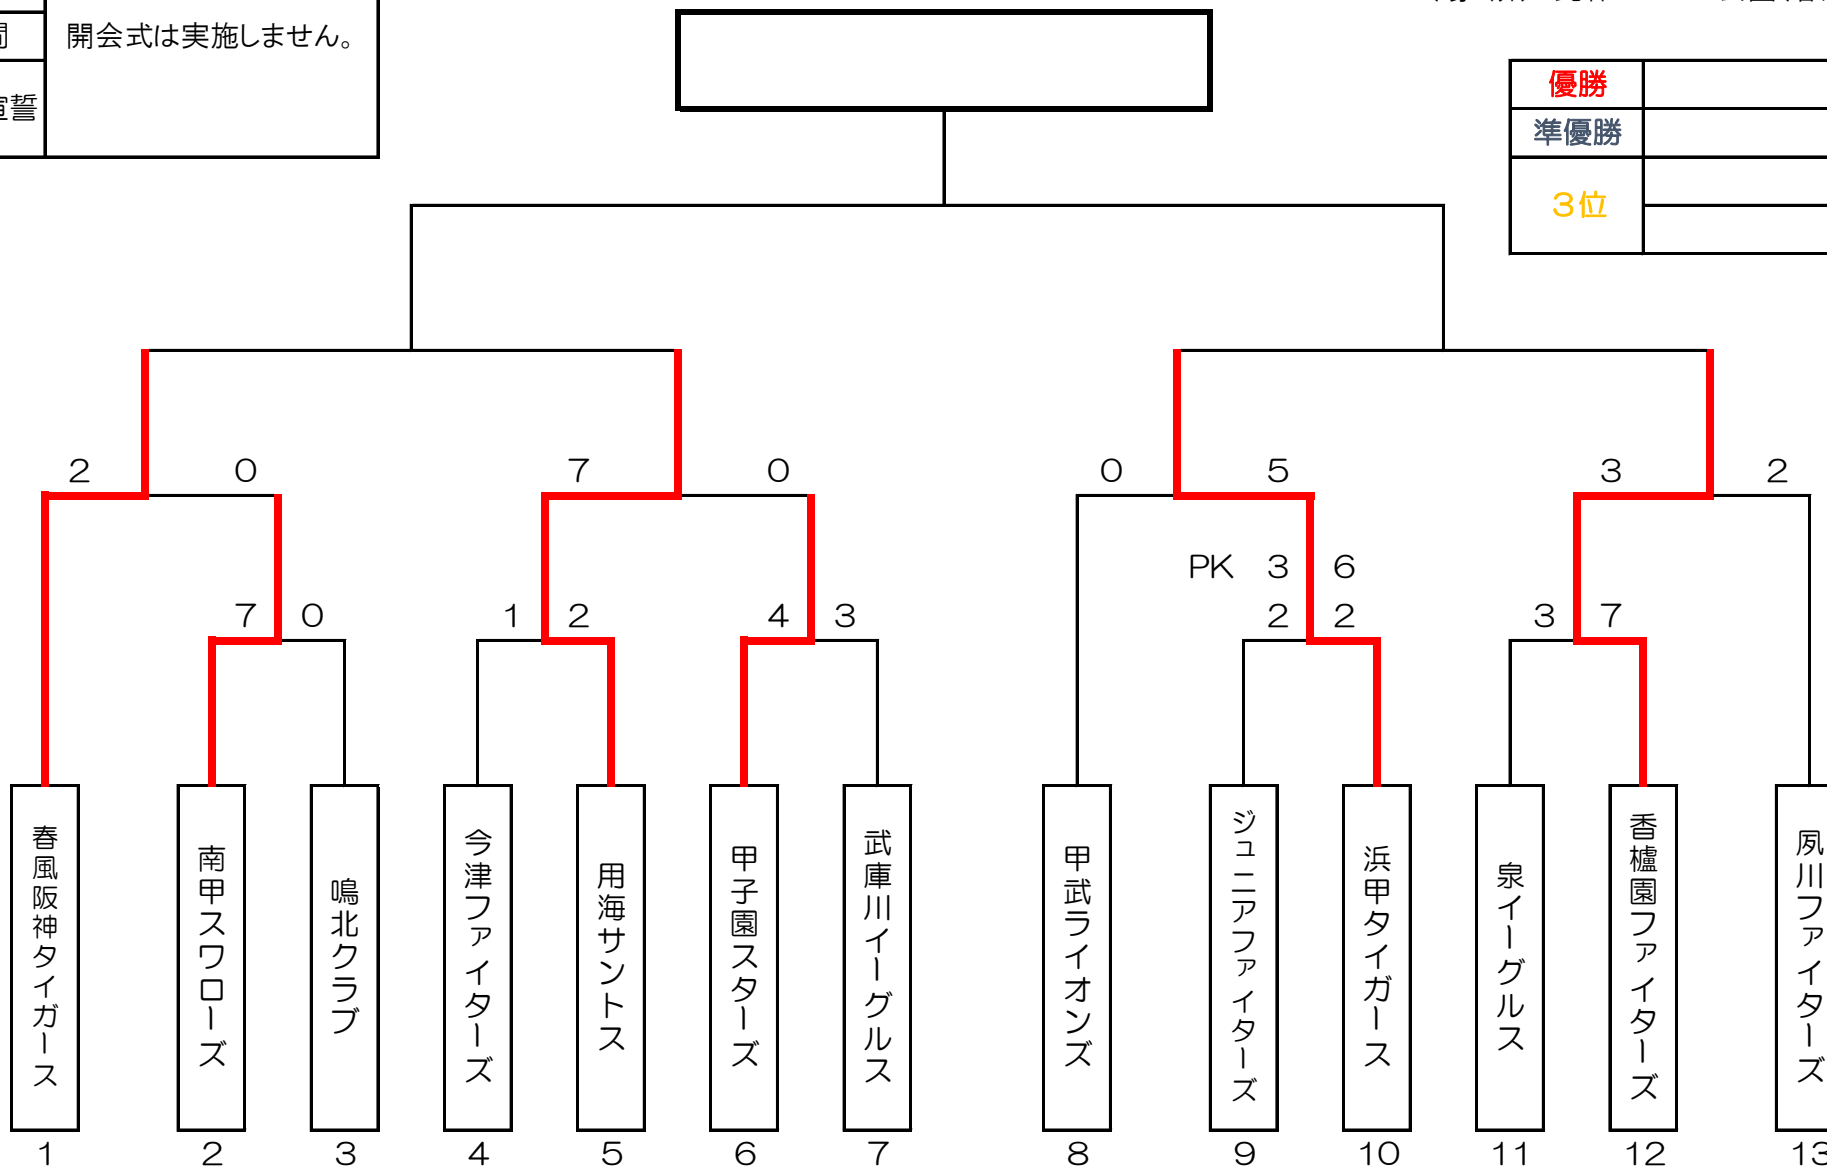 開会式は実施しません。
宣誓
優勝
準優勝
３位
2 0 7 0 0 5 3 2
PK 3 6
7 0 1 2 4 3 2 2 3 7
春風阪神タイガース
南甲スワローズ
鳴北クラブ
今津ファイターズ
用海サントス
甲子園スターズ
武庫川イーグルス
甲武ライオンズ
ジュニアファイターズ
浜甲タイガース
泉イーグルス
香櫨園ファイターズ
夙川ファイターズ
1 2 3 4 5 6 7 8 9 10 11 12 13